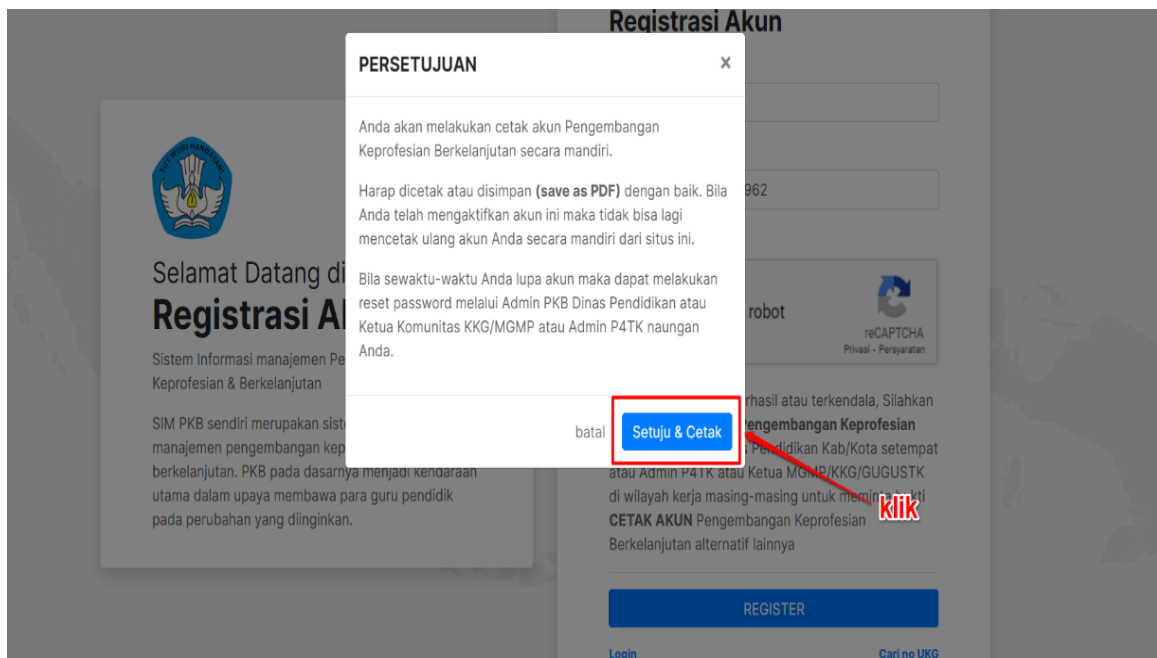 Registrasi Akun
PERSETUJUAN
×
Anda akan melakukan cetak akun Pengembangan
Keprofesian Berkelanjutan secara mandiri.
Harap dicetak atau disimpan (save as PDF) dengan baik. Bila
Anda telah mengaktifkan akun ini maka tidak bisa lagi
mencetak ulang akun Anda secara mandiri dari situs ini.
Bila sewaktu-waktu Anda lupa akun maka dapat melakukan
reset password melalui Admin PKB Dinas Pendidikan atau
Ketua Komunitas KKG/MGMP atau Admin P4TK naungan
Anda.
batal
Setuju & Cetak
klik
TUT WURI HANDAYANI
Selamat Datang di
Registrasi
Sistem Informasi manajemen
Keprofesian & Berkelanjutan
SIM PKB sendiri merupakan
manajemen pengembangan
berkelanjutan. PKB pada dasarnya menjadi kendaraan
utama dalam upaya membawa para guru pendidik
pada perubahan yang diinginkan.
962
robot
reCAPTCHA
Privasi - Persyaratan
atau terkendala, Silahkan
Pengembangan Keprofesian
Pendidikan Kab/Kota setempat
atau Admin P4TK atau Ketua MGMP/KKG/GUGUSTK
di wilayah kerja masing-masing untuk
CETAK AKUN Pengembangan Keprofesian
Berkelanjutan alternatif lainnya
REGISTER
Login
Cari no UKG